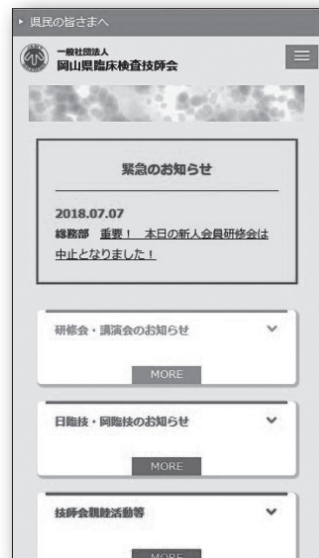 県民の皆さまへ
一般社団法人
岡山県臨床検査技師会
緊急のお知らせ
2018.07.07
総務部 重要！ 本日の新人会員研修会は
中止となりました！
研修会・講演会のお知らせ
MORE
日臨技・岡臨技のお知らせ
MORE
技師会親睦活動等
MORE